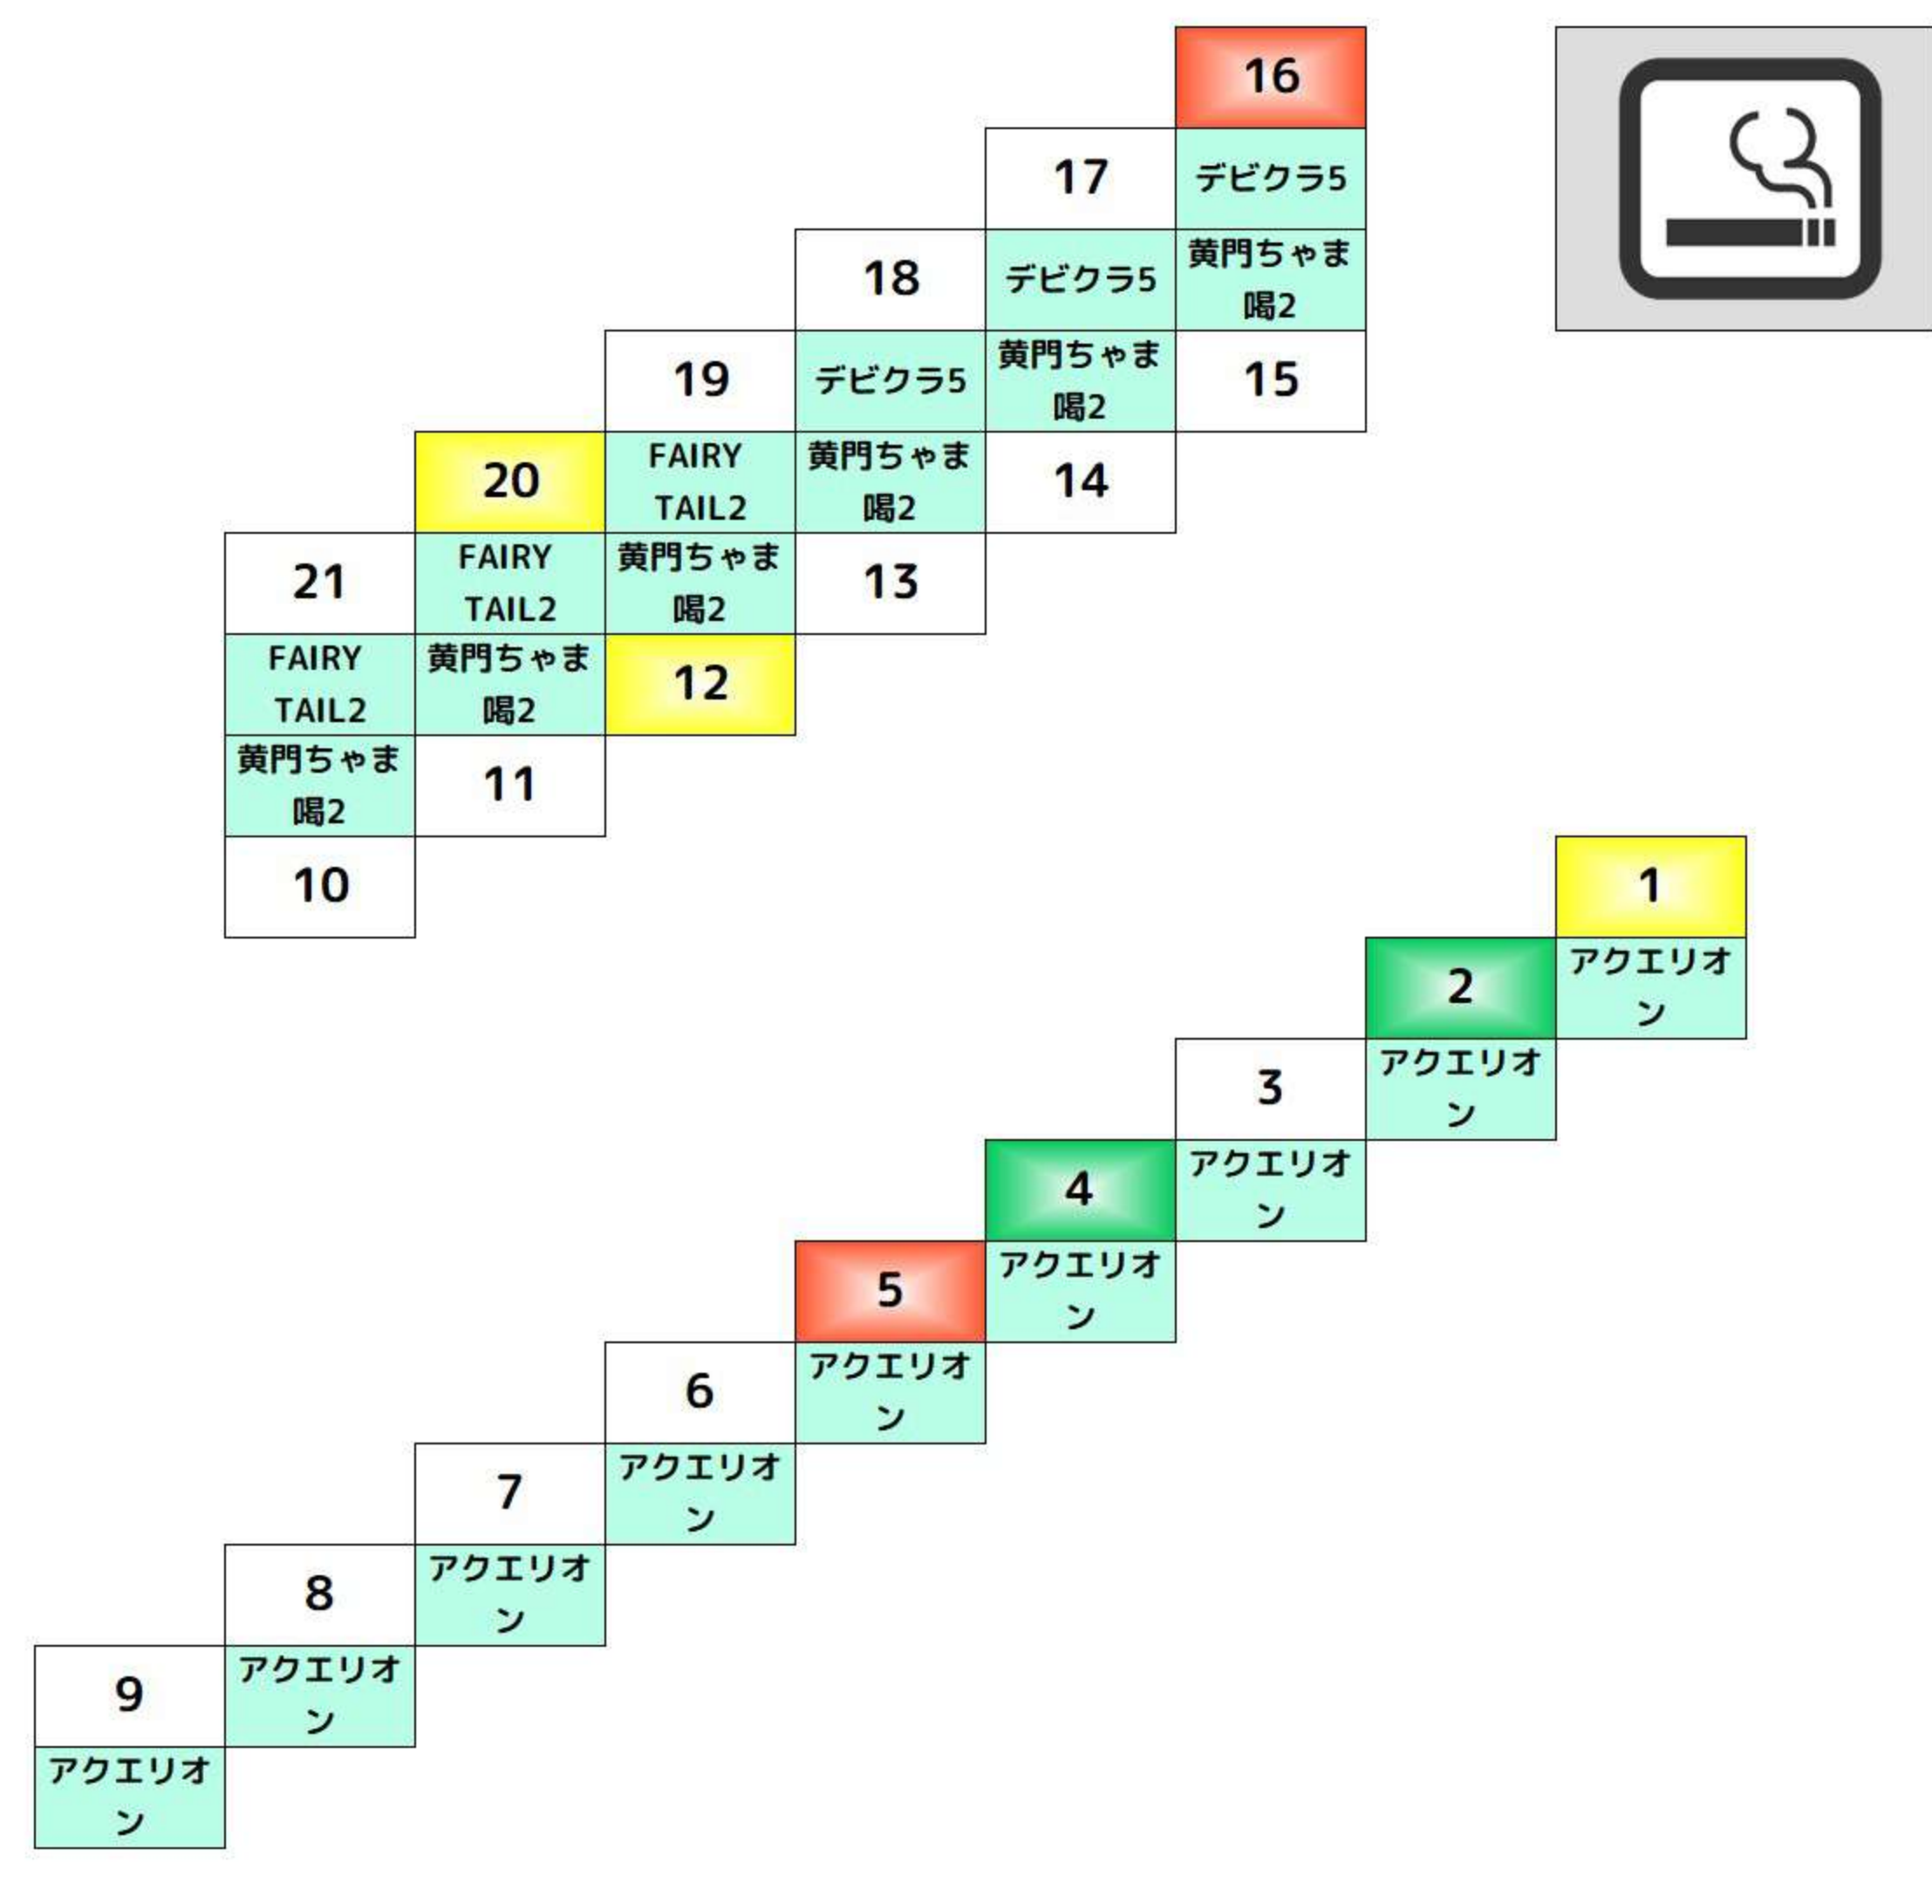 16
17
デビクラ5
18
デビクラ5
黄門ちゃま
喝2
19
デビクラ5
黄門ちゃま
喝2
15
20
FAIRY
TAIL2
黄門ちゃま
喝2
14
21
FAIRY
TAIL2
黄門ちゃま
喝2
13
FAIRY
TAIL2
黄門ちゃま
喝2
12
黄門ちゃま
喝2
11
10
1
2
アクエリオ
ン
3
アクエリオ
ン
4
アクエリオ
ン
5
アクエリオ
ン
6
アクエリオ
ン
7
アクエリオ
ン
8
アクエリオ
ン
9
アクエリオ
ン
アクエリオ
ン